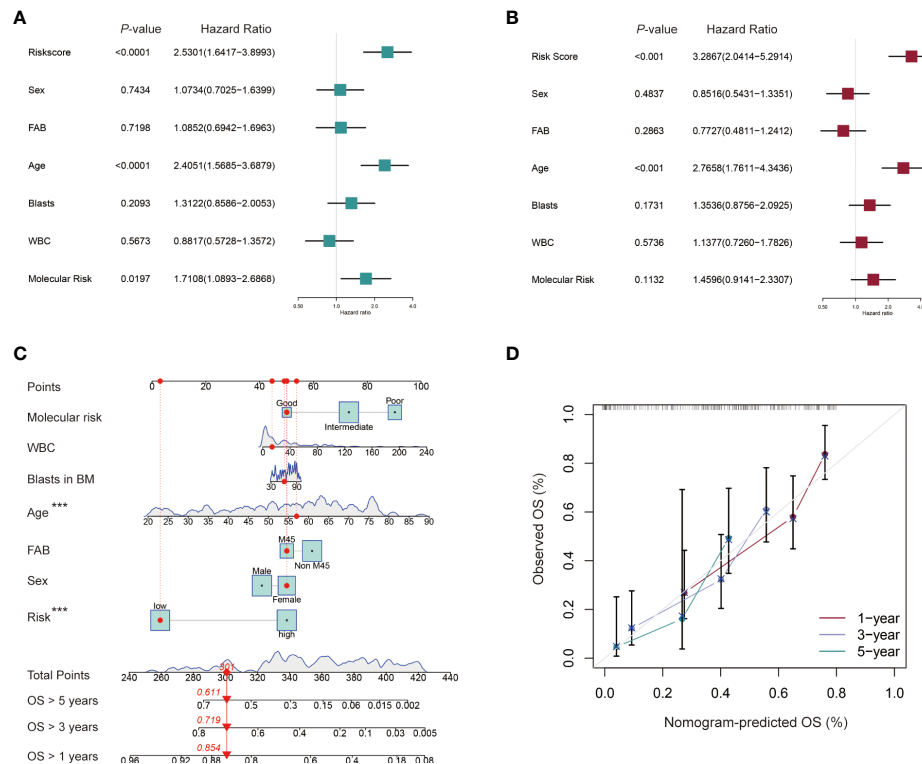 A
P-value Hazard Ratio
Riskscore <0.0001 2.5301(1.6417−3.8993)
Sex 0.7434 1.0734(0.7025−1.6399)
FAB 0.7198 1.0852(0.6942−1.6963)
Age <0.0001 2.4051(1.5685−3.6879)
Blasts 0.2093 1.3122(0.8586−2.0053)
WBC 0.5673 0.8817(0.5728−1.3572)
Molecular Risk 0.0197 1.7108(1.0893−2.6868)
0.50 1.0 2.0 4.0
Hazard ratio
B
P-value Hazard Ratio
Risk Score <0.001 3.2867(2.0414−5.2914)
Sex 0.4837 0.8516(0.5431−1.3351)
FAB 0.2863 0.7727(0.4811−1.2412)
Age <0.001 2.7658(1.7611−4.3436)
Blasts 0.1731 1.3536(0.8756−2.0925)
WBC 0.5736 1.1377(0.7260−1.7826)
Molecular Risk 0.1132 1.4596(0.9141−2.3307)
0.50 1.0 2.0 4.0
Hazard ratio
C
Points 0 20 40 60 80 100
Good Poor
Molecular risk
Intermediate
WBC
0 40 80 120 160 200 240
Blasts in BM
30 90
Age ***
20 25 30 35 40 45 50 55 60 65 70 75 80 85 90
M45
FAB
Non M45
Male
Sex
Female
low
Risk ***
high
301
Total Points
240 260 280 300 320 340 360 380 400 420 440
0.611
OS > 5 years
0.7 0.5 0.3 0.15 0.06 0.015 0.002
0.719
OS > 3 years
0.8 0.6 0.4 0.2 0.1 0.03 0.005
0.854
OS > 1 years
0.96 0.92 0.88 0.8 0.6 0.4 0.18 0.08
D
Observed OS (%)
1.0
0.8
0.6
0.4
0.2
0.0
1-year
3-year
5-year
0.0 0.2 0.4 0.6 0.8 1.0
Nomogram-predicted OS (%)